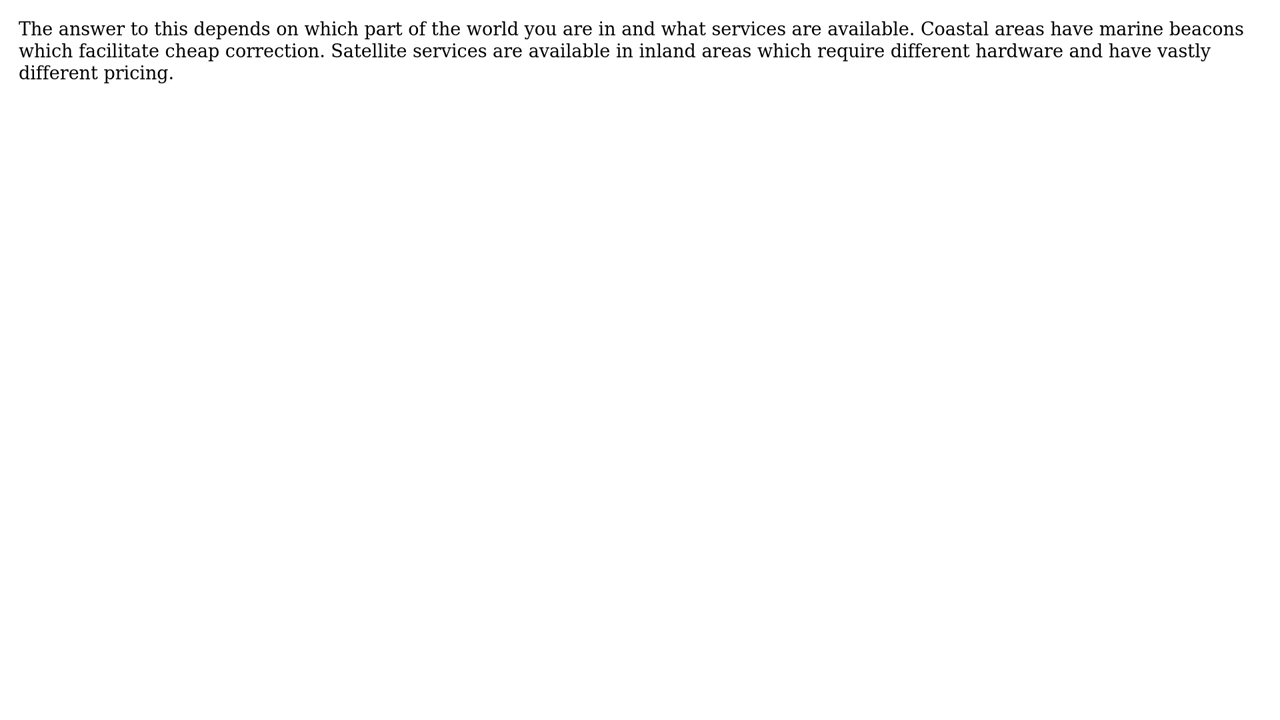 The answer to this depends on which part of the world you are in and what services are available. Coastal areas have marine beacons
which facilitate cheap correction. Satellite services are available in inland areas which require different hardware and have vastly
different pricing.